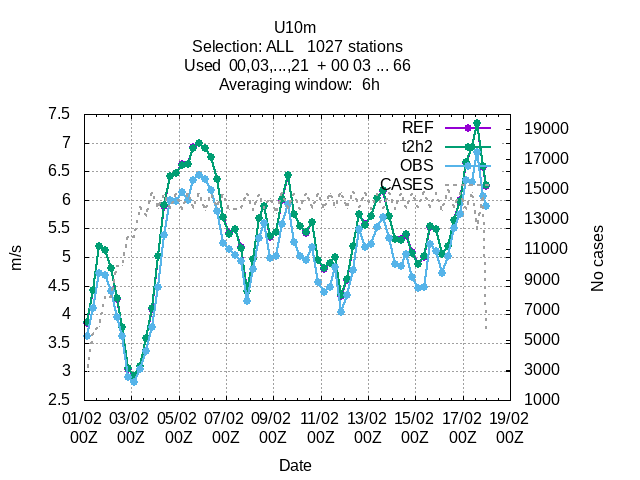 U10m
Selection: ALL   1027 stations
Used  00,03,...,21  + 00 03 ... 66
Averaging window:  6h
7.5
7
6.5
6
5.5
5
4.5
4
3.5
3
2.5
m/s
REF
t2h2
OBS
CASES
19000
17000
15000
13000
11000
9000
7000
5000
3000
1000
No cases
01/02 03/02 05/02 07/02 09/02 11/02 13/02 15/02 17/02 19/02
00Z 00Z 00Z 00Z 00Z 00Z 00Z 00Z 00Z 00Z
Date